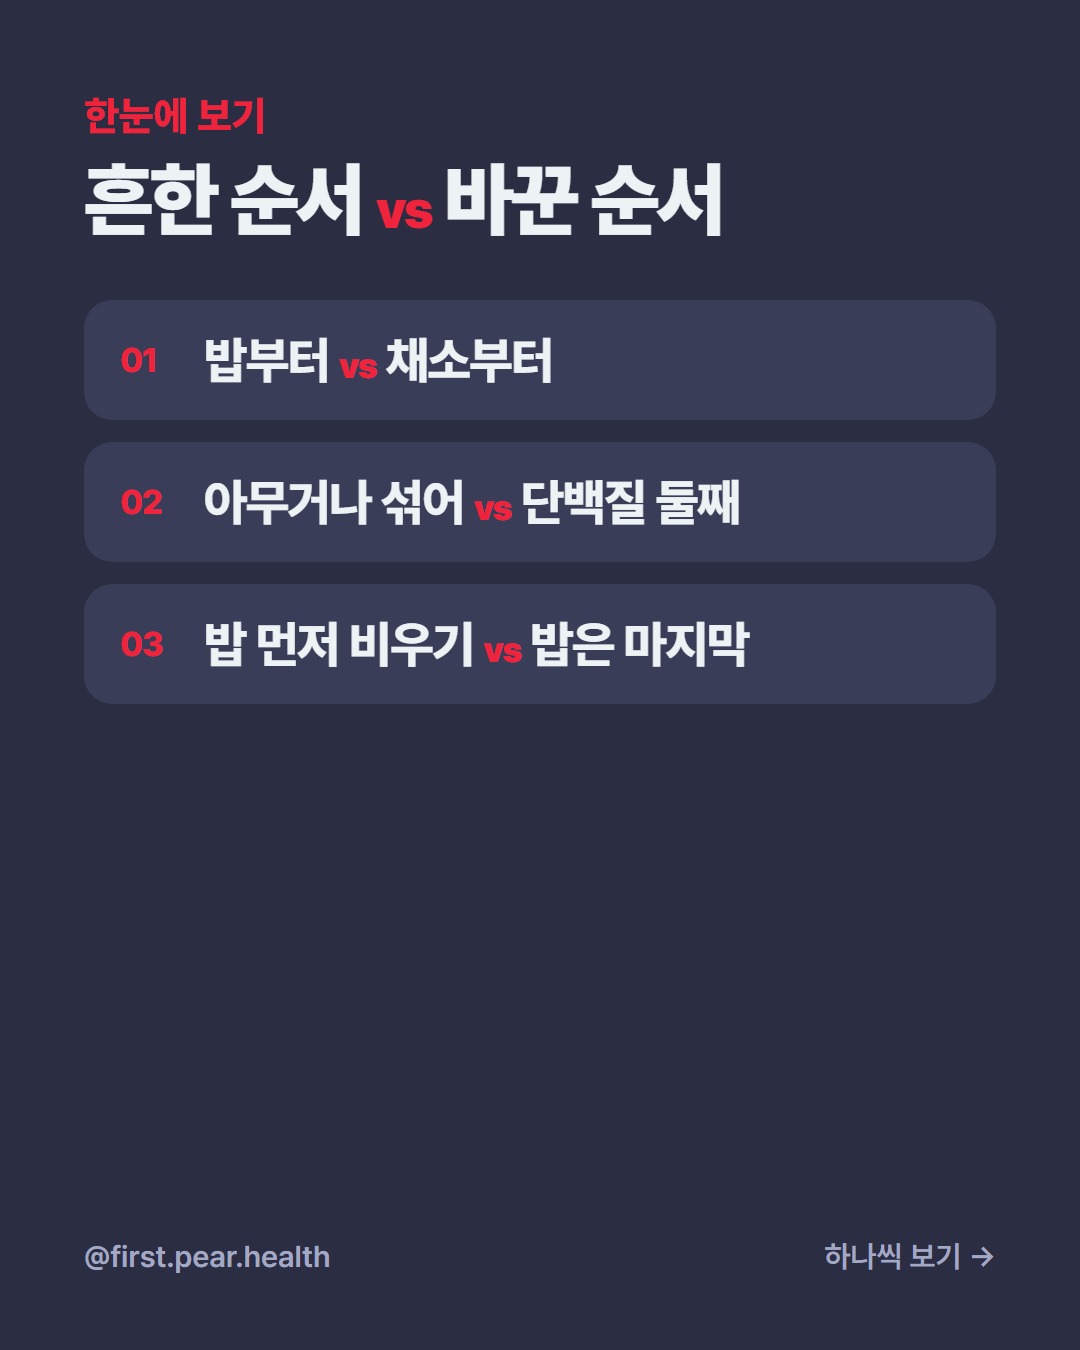 한눈에 보기
흔한 순서 vs 바꾼 순서
01 밥부터 vs 채소부터
02 아무거나 섞어 vs 단백질 둘째
03 밥 먼저 비우기 vs 밥은 마지막
@first.pear.health
하나씩 보기 →